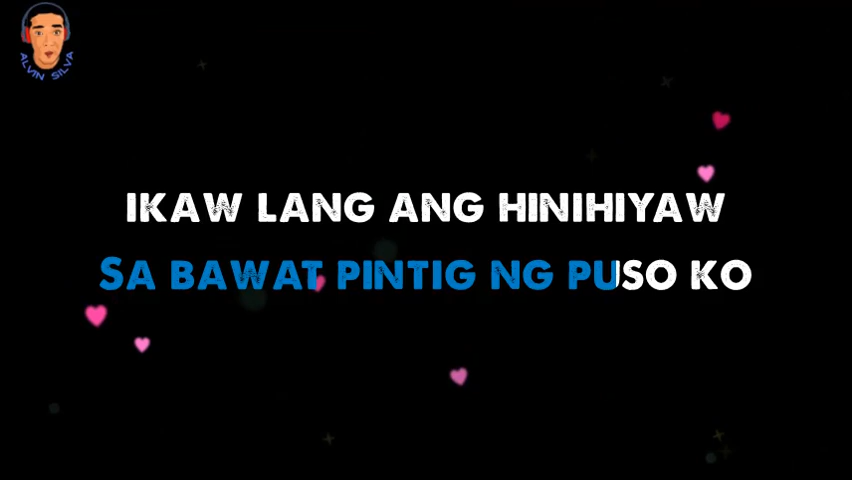 ALVIN SILVA
IKAW LANG ANG HINIHIYAW
SA BAWAT PINTIG NG PUSO KO